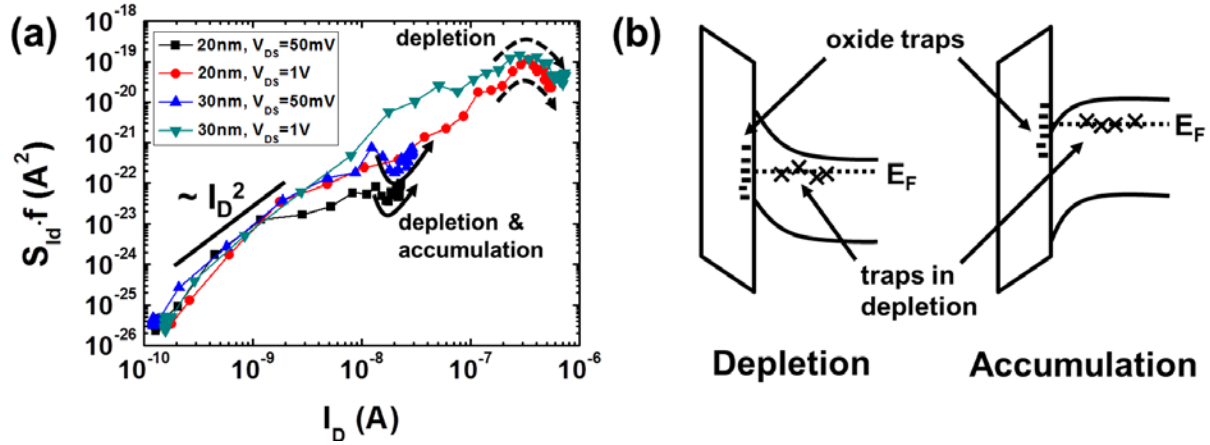 (a)
S_Id·f (A^2)
10^-18
10^-19
10^-20
10^-21
10^-22
10^-23
10^-24
10^-25
10^-26
20nm, V_DS=50mV
20nm, V_DS=1V
30nm, V_DS=50mV
30nm, V_DS=1V
depletion
~ I_D^2
depletion &
accumulation
10^-10
10^-9
10^-8
10^-7
10^-6
I_D (A)
(b)
oxide traps
E_F
E_F
traps in
depletion
Depletion
Accumulation